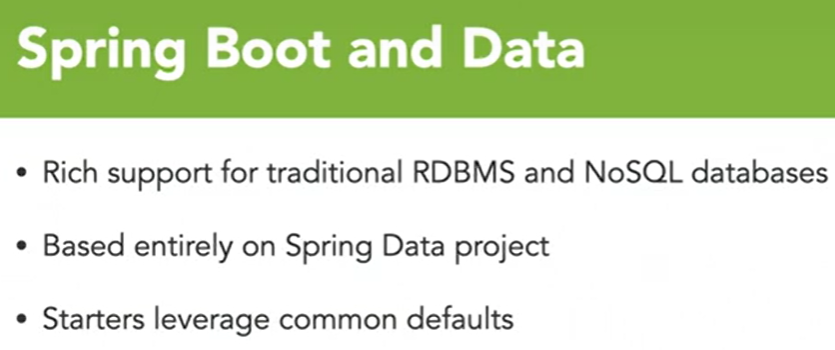 Spring Boot and Data
• Rich support for traditional RDBMS and NoSQL databases
• Based entirely on Spring Data project
• Starters leverage common defaults